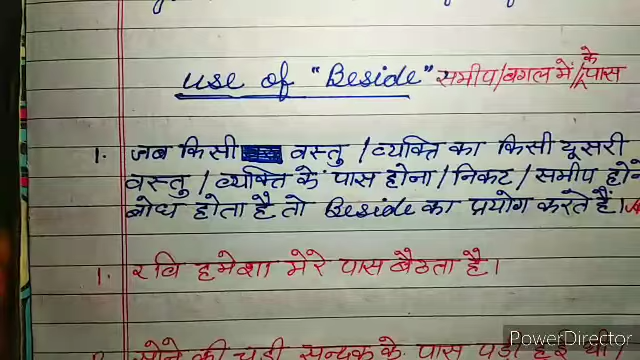 use of "Beside" समीप/बगल में/के पास
1. जब किसी वस्तु / व्यक्ति का किसी दूसरी
वस्तु / व्यक्ति के पास होना / निकट / समीप होने
बोध होता है तो Beside का प्रयोग करते हैं।
1. रवि हमेशा मेरे पास बैठता है।
सोने की चूड़ी सन्दूक के पास पड़ी
PowerDirector